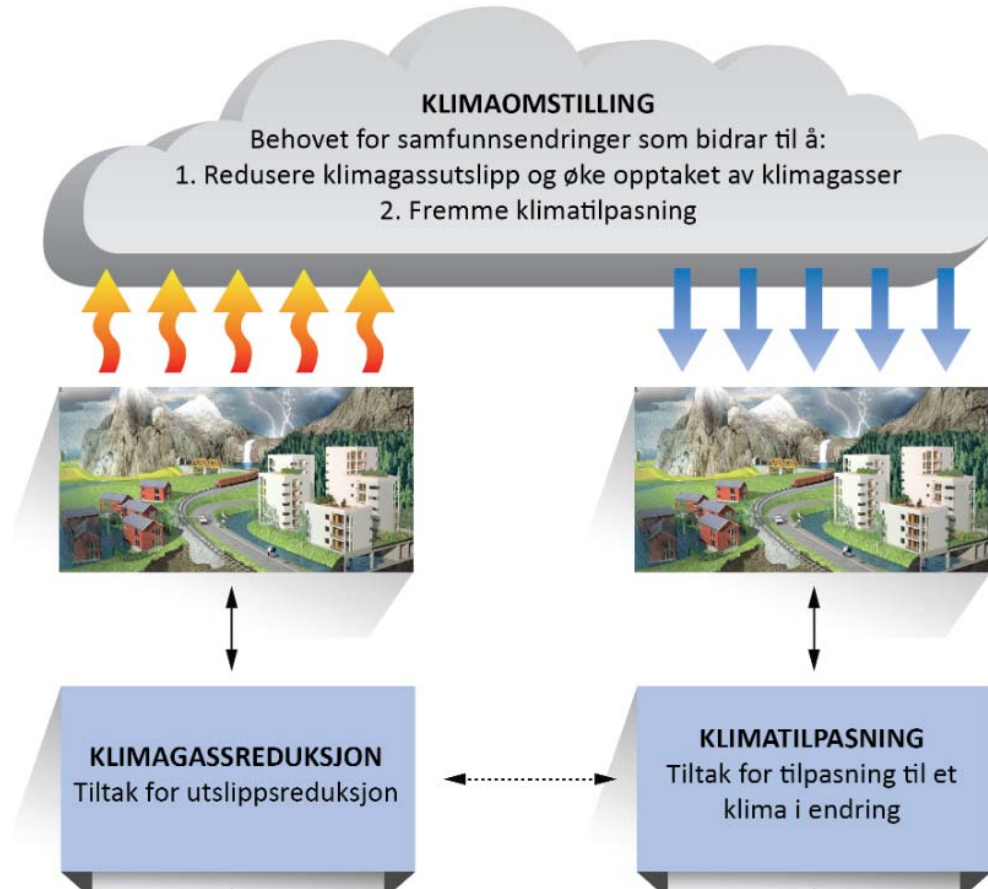 KLIMAOMSTILLING
Behovet for samfunnsendringer som bidrar til å:
1. Redusere klimagassutslipp og øke opptaket av klimagasser
2. Fremme klimatilpasning
KLIMAGASSREDUKSJON
Tiltak for utslippsreduksjon
KLIMATILPASNING
Tiltak for tilpasning til et
klima i endring